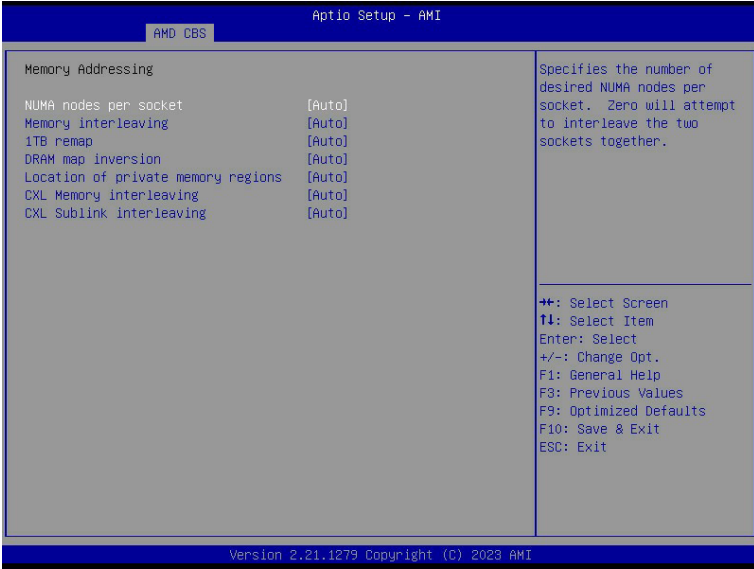 Aptio Setup – AMI
AMD CBS
Memory Addressing
NUMA nodes per socket [Auto]
Memory interleaving [Auto]
1TB remap [Auto]
DRAM map inversion [Auto]
Location of private memory regions [Auto]
CXL Memory interleaving [Auto]
CXL Sublink interleaving [Auto]
Specifies the number of
desired NUMA nodes per
socket.  Zero will attempt
to interleave the two
sockets together.
→←: Select Screen
↑↓: Select Item
Enter: Select
+/-: Change Opt.
F1: General Help
F3: Previous Values
F9: Optimized Defaults
F10: Save & Exit
ESC: Exit
Version 2.21.1279 Copyright (C) 2023 AMI